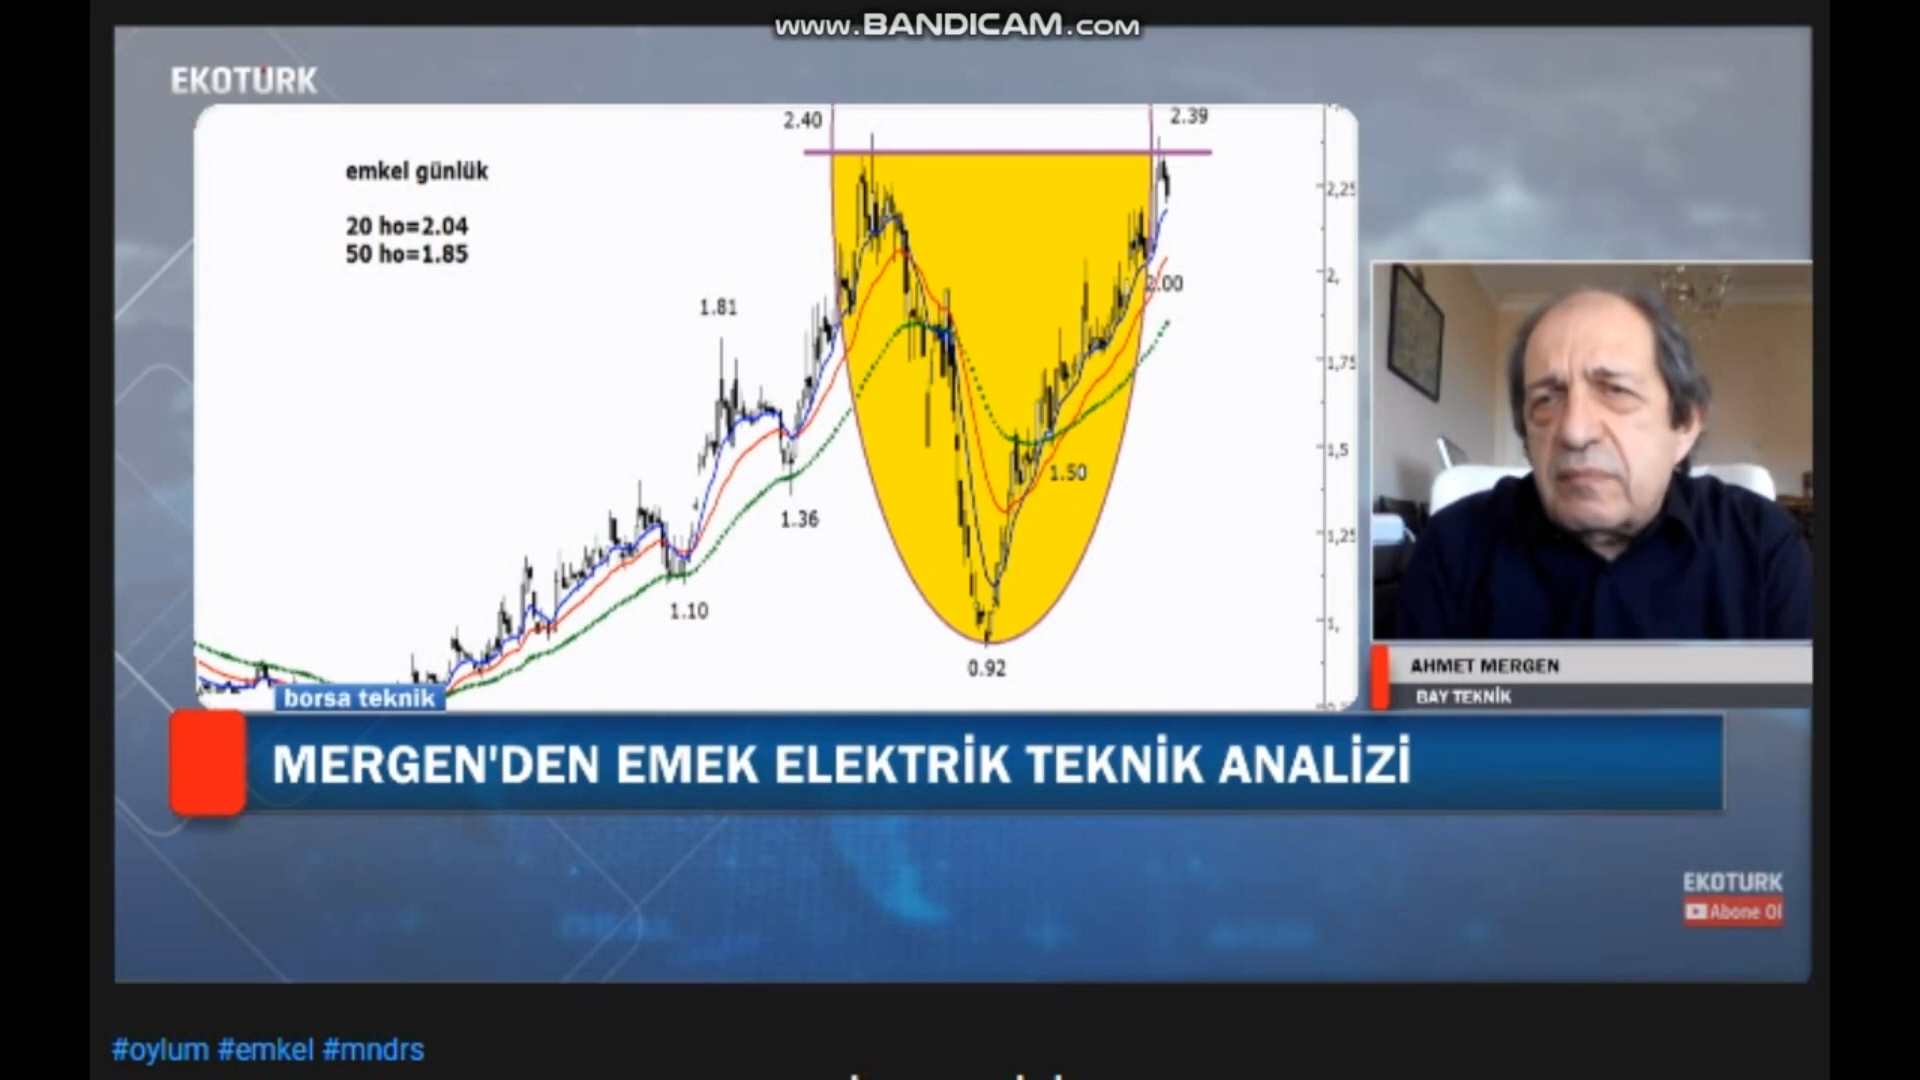 www.BANDICAM.com
EKOTÜRK
2.40
2.39
emkel günlük
20 ho=2.04
50 ho=1.85
2,25
2,
2.00
1.81
1,75
1,5
1.50
1.36
1,25
1.10
1,
0.92
borsa teknik
AHMET MERGEN
BAY TEKNİK
MERGEN'DEN EMEK ELEKTRİK TEKNİK ANALİZİ
EKOTÜRK
Abone Ol
#oylum #emkel #mndrs